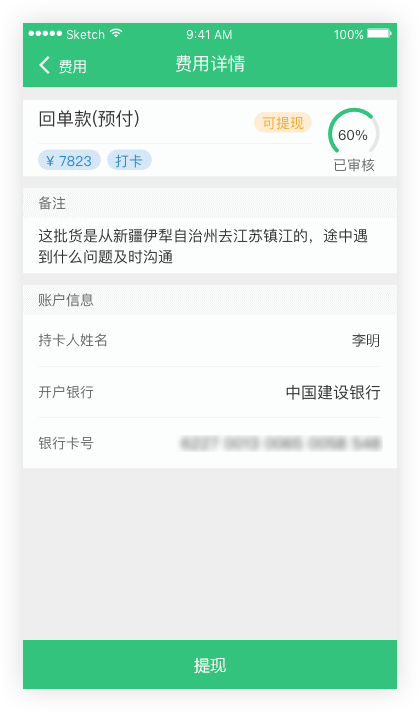 Sketch 9:41 AM 100%
费用 费用详情
回单款(预付) 可提现
60%
¥ 7823 打卡 已审核
备注
这批货是从新疆伊犁自治州去江苏镇江的，途中遇
到什么问题及时沟通
账户信息
持卡人姓名 李明
开户银行 中国建设银行
银行卡号
提现